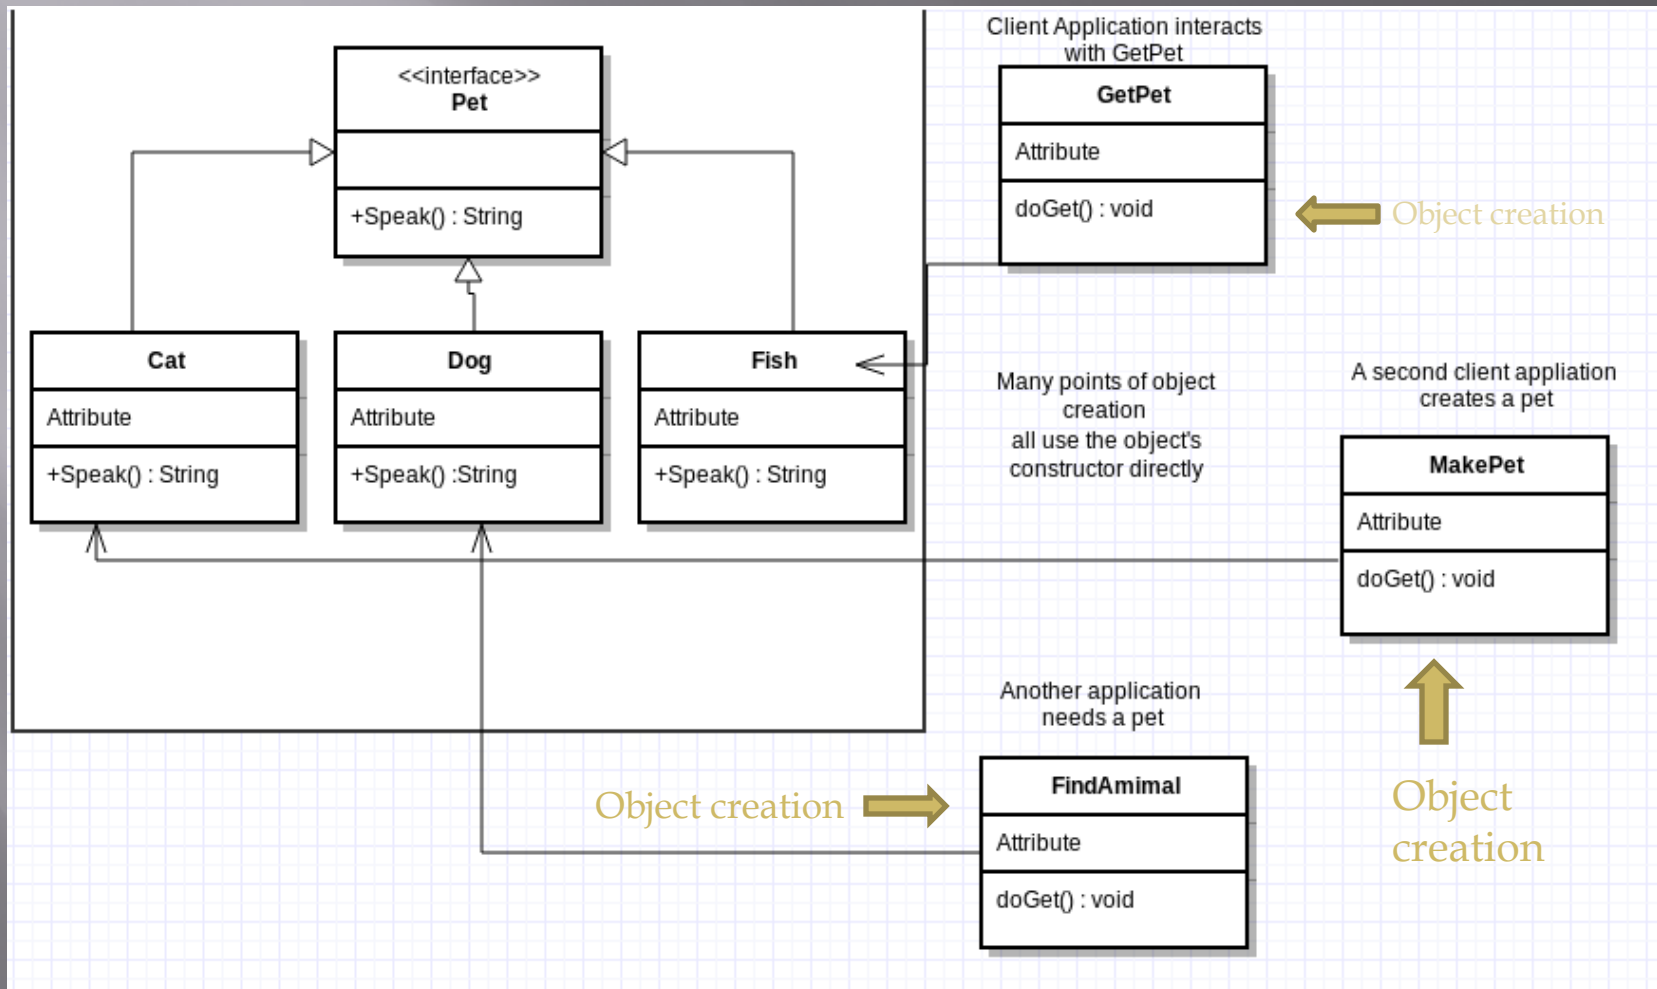 <<interface>>
Pet
+Speak() : String
Cat
Attribute
+Speak() : String
Dog
Attribute
+Speak() :String
Fish
Attribute
+Speak() : String
Client Application interacts
with GetPet
GetPet
Attribute
doGet() : void
Object creation
Many points of object
creation
all use the object's
constructor directly
A second client appliation
creates a pet
MakePet
Attribute
doGet() : void
Object
creation
Another application
needs a pet
Object creation
FindAmimal
Attribute
doGet() : void